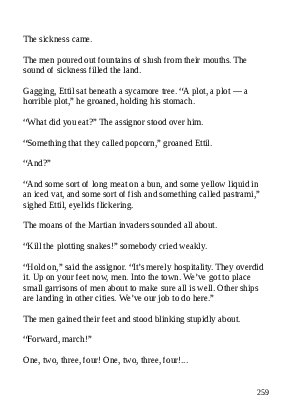 The sickness came.
The men poured out fountains of slush from their mouths. The
sound of sickness filled the land.
Gagging, Ettil sat beneath a sycamore tree. “A plot, a plot — a
horrible plot,” he groaned, holding his stomach.
“What did you eat?” The assignor stood over him.
“Something that they called popcorn,” groaned Ettil.
“And?”
“And some sort of long meat on a bun, and some yellow liquid in
an iced vat, and some sort of fish and something called pastrami,”
sighed Ettil, eyelids flickering.
The moans of the Martian invaders sounded all about.
“Kill the plotting snakes!” somebody cried weakly.
“Hold on,” said the assignor. “It’s merely hospitality. They overdid
it. Up on your feet now, men. Into the town. We’ve got to place
small garrisons of men about to make sure all is well. Other ships
are landing in other cities. We’ve our job to do here.”
The men gained their feet and stood blinking stupidly about.
“Forward, march!”
One, two, three, four! One, two, three, four!...
259